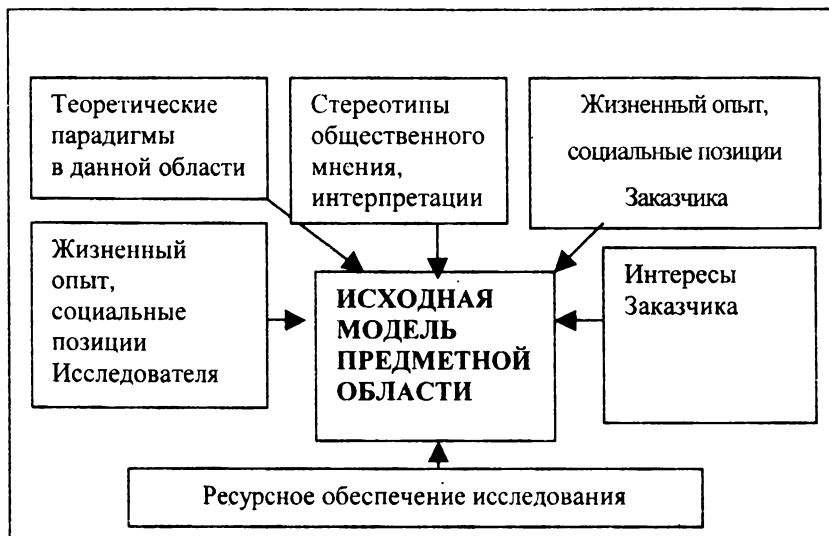 Теоретические
парадигмы
в данной области
Стереотипы
общественного
мнения,
интерпретации
Жизненный опыт,
социальные позиции
Заказчика
Жизненный
опыт,
социальные
позиции
Исследователя
ИСХОДНАЯ
МОДЕЛЬ
ПРЕДМЕТНОЙ
ОБЛАСТИ
Интересы
Заказчика
Ресурсное обеспечение исследования